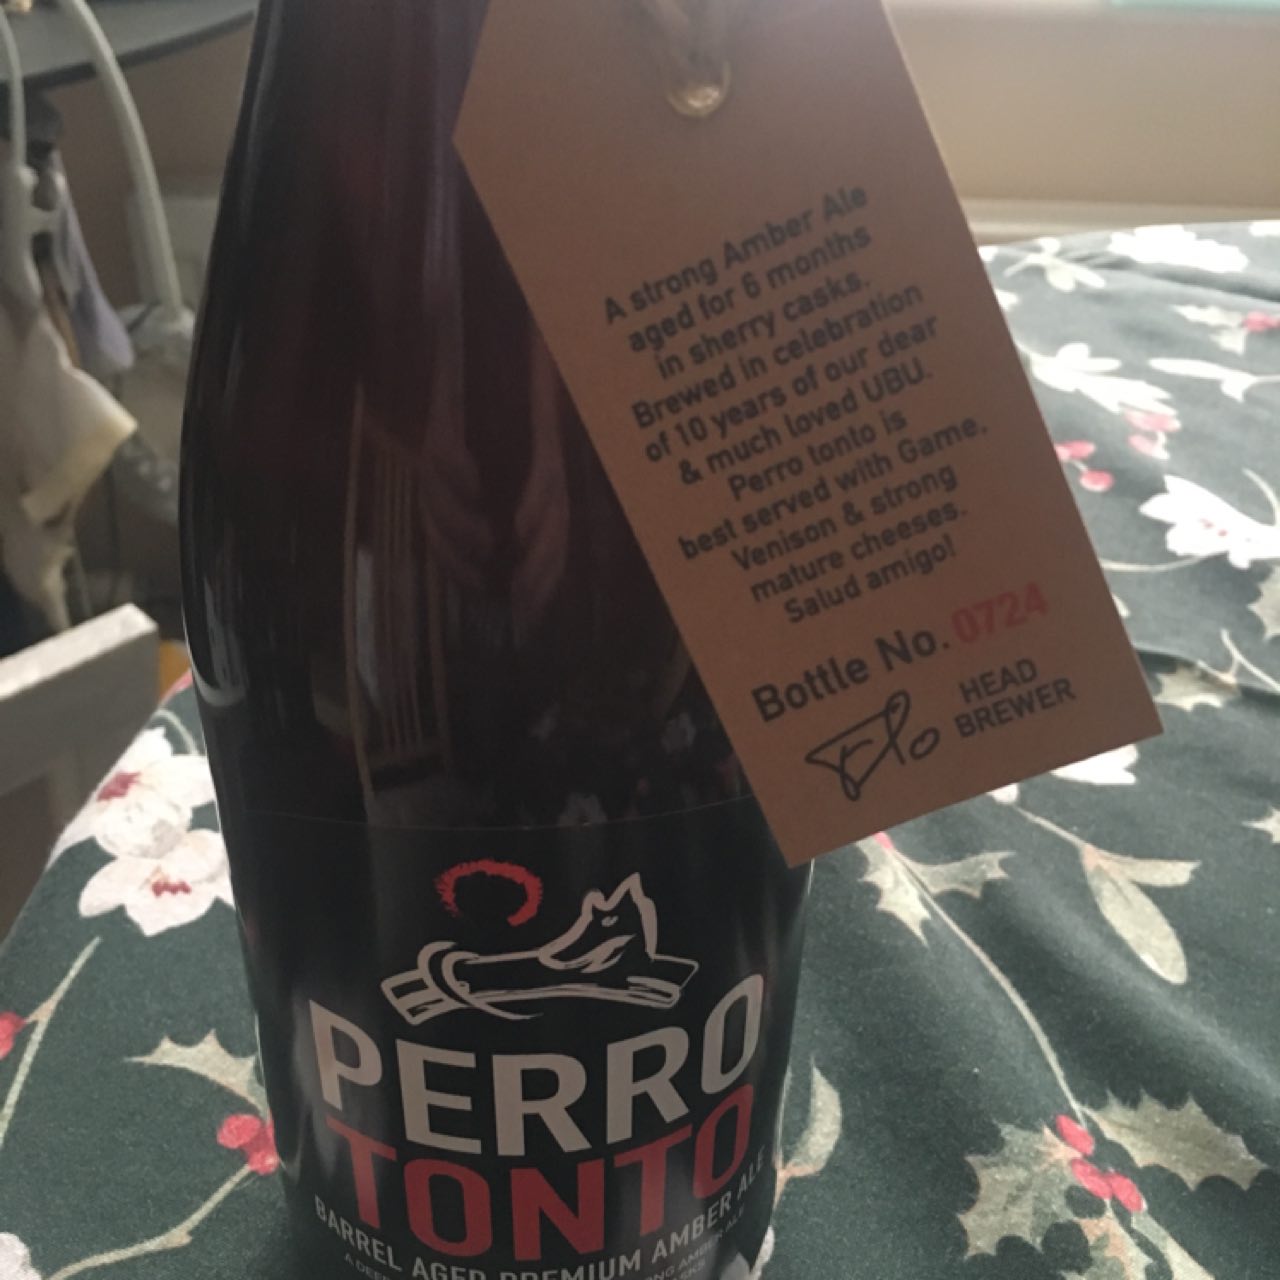 A strong Amber Ale
aged for 6 months
in sherry casks.
Brewed in celebration
of 10 years of our dear
& much loved UBU.
Perro tonto is
best served with Game,
Venison & strong
mature cheeses.
Salud amigo!
Bottle No. 0724
Flo HEAD
BREWER
PERRO
TONTO
BARREL AGED PREMIUM AMBER ALE
A DEEP